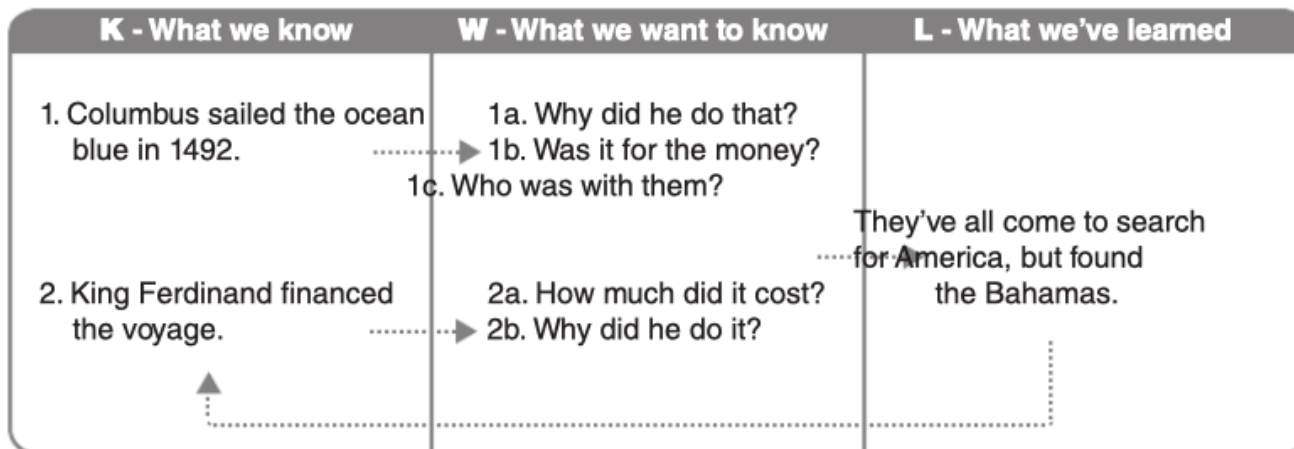 K - What we know
W - What we want to know
L - What we've learned
1. Columbus sailed the ocean
blue in 1492.
1a. Why did he do that?
1b. Was it for the money?
1c. Who was with them?
They've all come to search
for America, but found
the Bahamas.
2. King Ferdinand financed
the voyage.
2a. How much did it cost?
2b. Why did he do it?